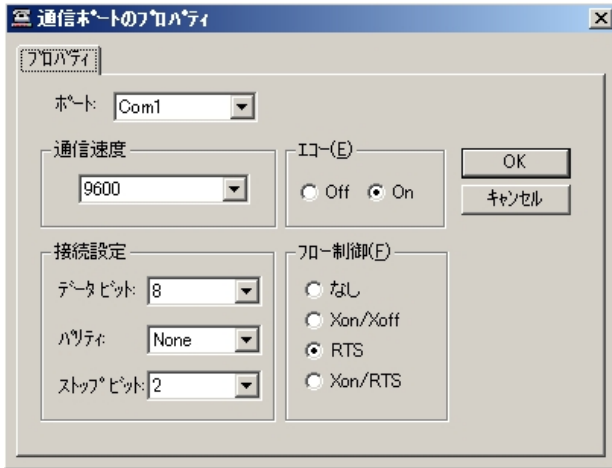 通信ﾎﾟｰﾄのﾌﾟﾛﾊﾟﾃｨ
ﾌﾟﾛﾊﾟﾃｨ
ﾎﾟｰﾄ: Com1
通信速度
9600
ｴｺｰ(E)
Off On
OK
ｷｬﾝｾﾙ
接続設定
ﾃﾞｰﾀ ﾋﾞｯﾄ: 8
ﾊﾟﾘﾃｨ: None
ｽﾄｯﾌﾟ ﾋﾞｯﾄ: 2
ﾌﾛｰ制御(F)
なし
Xon/Xoff
RTS
Xon/RTS